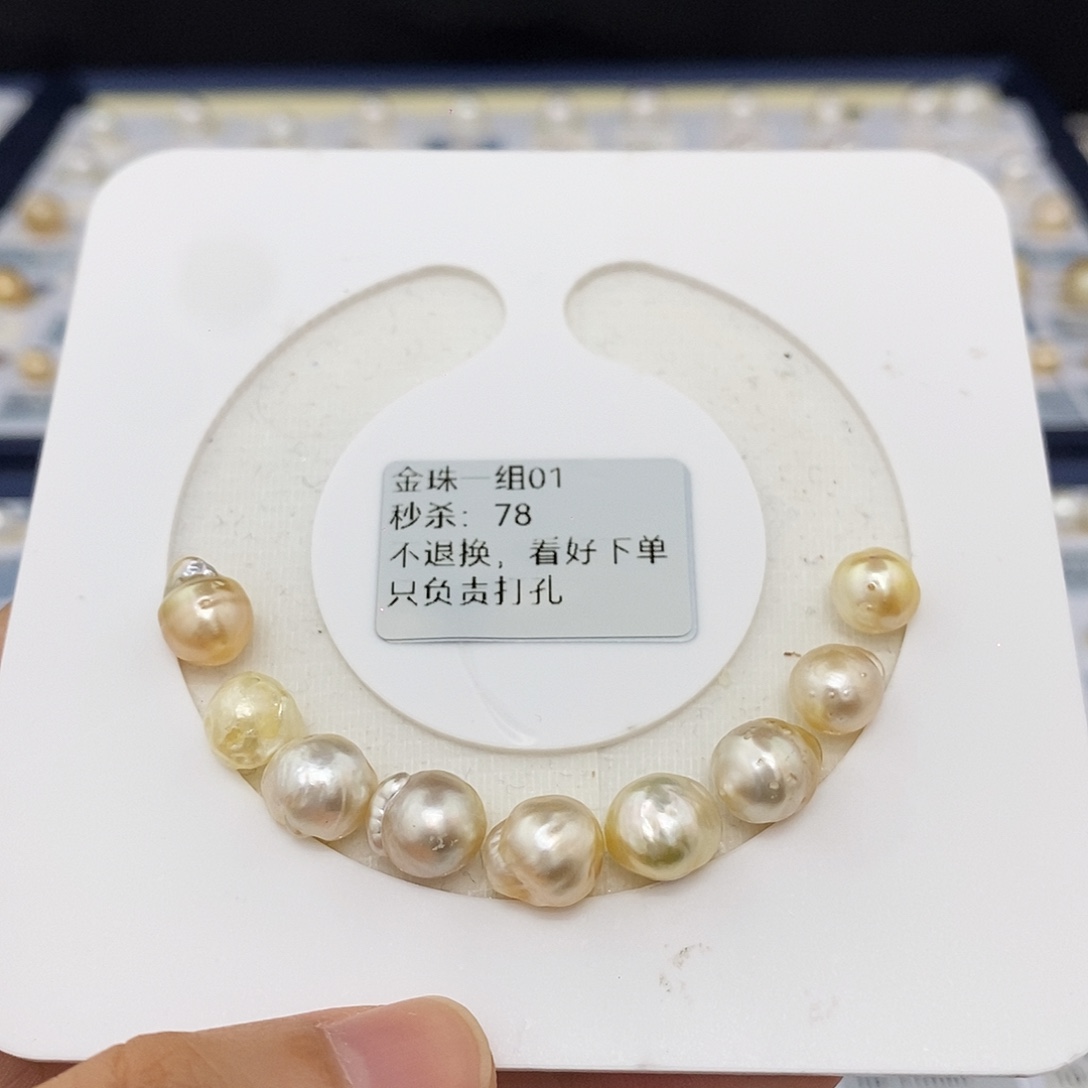 金珠一组01
秒杀：78
不退换，看好下单
只负责打孔